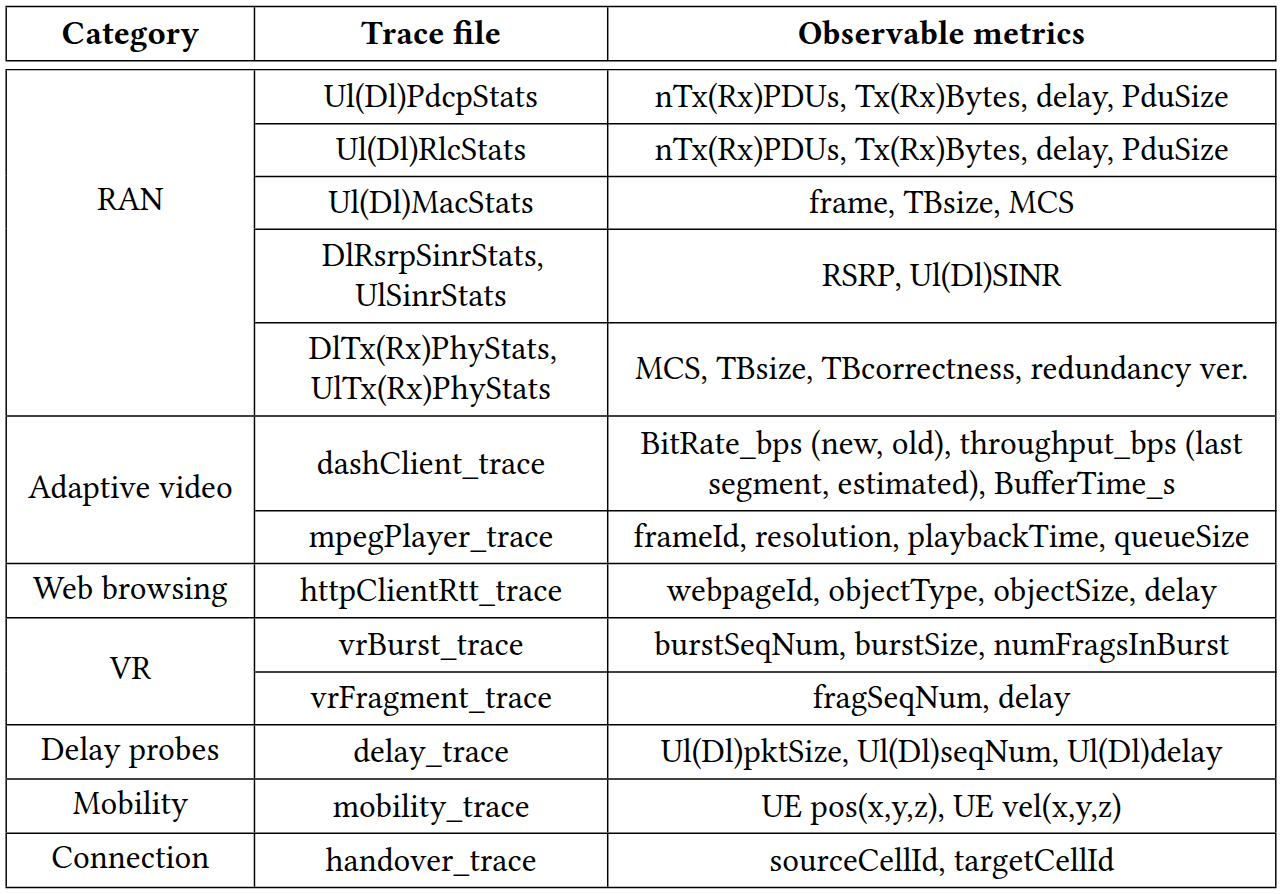 Category Trace file Observable metrics
RAN
Ul(Dl)PdcpStats nTx(Rx)PDUs, Tx(Rx)Bytes, delay, PduSize
Ul(Dl)RlcStats nTx(Rx)PDUs, Tx(Rx)Bytes, delay, PduSize
Ul(Dl)MacStats frame, TBsize, MCS
DlRsrpSinrStats,
UlSinrStats
RSRP, Ul(Dl)SINR
DlTx(Rx)PhyStats,
UlTx(Rx)PhyStats
MCS, TBsize, TBcorrectness, redundancy ver.
Adaptive video
dashClient_trace
BitRate_bps (new, old), throughput_bps (last
segment, estimated), BufferTime_s
mpegPlayer_trace frameId, resolution, playbackTime, queueSize
Web browsing httpClientRtt_trace webpageId, objectType, objectSize, delay
VR
vrBurst_trace burstSeqNum, burstSize, numFragsInBurst
vrFragment_trace fragSeqNum, delay
Delay probes delay_trace Ul(Dl)pktSize, Ul(Dl)seqNum, Ul(Dl)delay
Mobility mobility_trace UE pos(x,y,z), UE vel(x,y,z)
Connection handover_trace sourceCellId, targetCellId